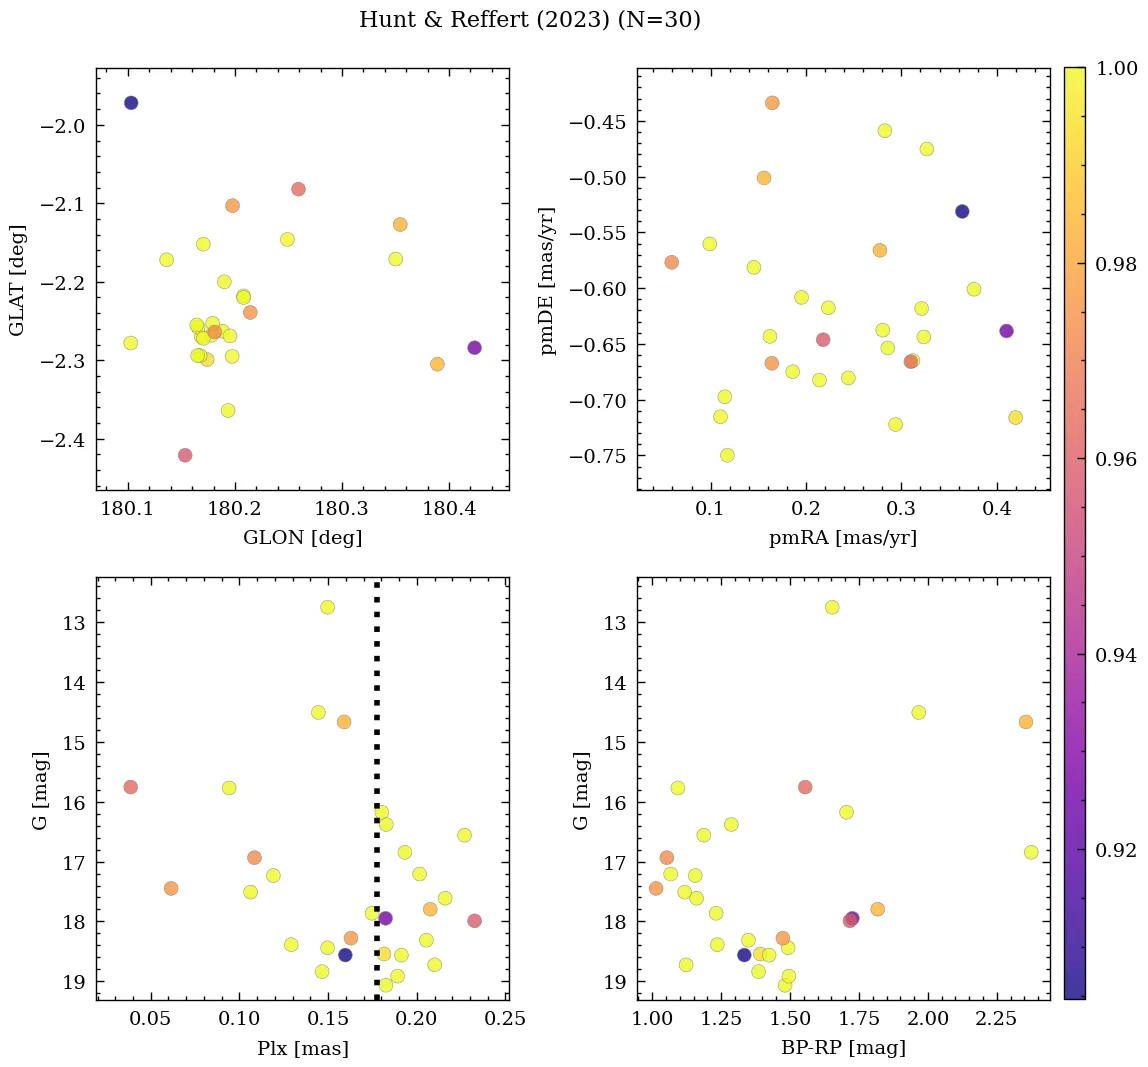 Hunt & Reffert (2023) (N=30)
−2.0
−2.1
−2.2
−2.3
−2.4
GLAT [deg]
180.1 180.2 180.3 180.4
GLON [deg]
−0.45
−0.50
−0.55
−0.60
−0.65
−0.70
−0.75
pmDE [mas/yr]
0.1 0.2 0.3 0.4
pmRA [mas/yr]
1.00
0.98
0.96
0.94
0.92
13
14
15
16
17
18
19
G [mag]
0.05 0.10 0.15 0.20 0.25
Plx [mas]
13
14
15
16
17
18
19
G [mag]
1.00 1.25 1.50 1.75 2.00 2.25
BP-RP [mag]